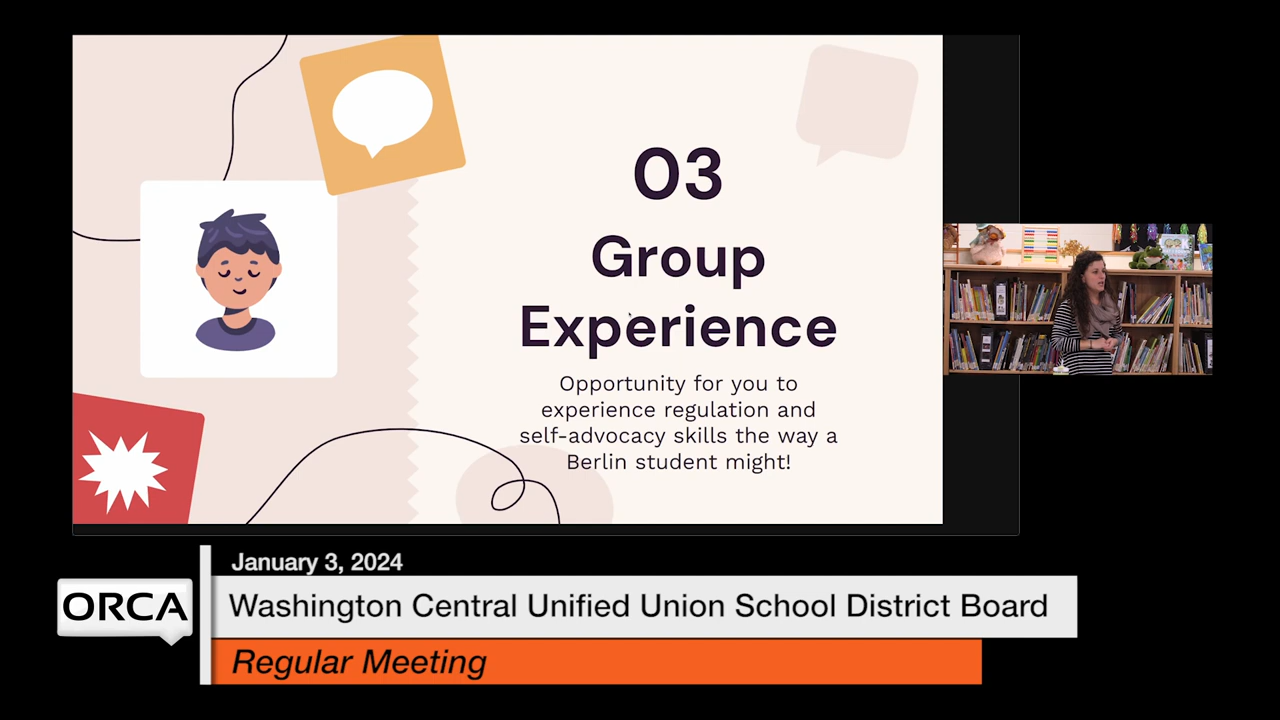 03
Group
Experience
Opportunity for you to
experience regulation and
self-advocacy skills the way a
Berlin student might!
January 3, 2024
ORCA
Washington Central Unified Union School District Board
Regular Meeting